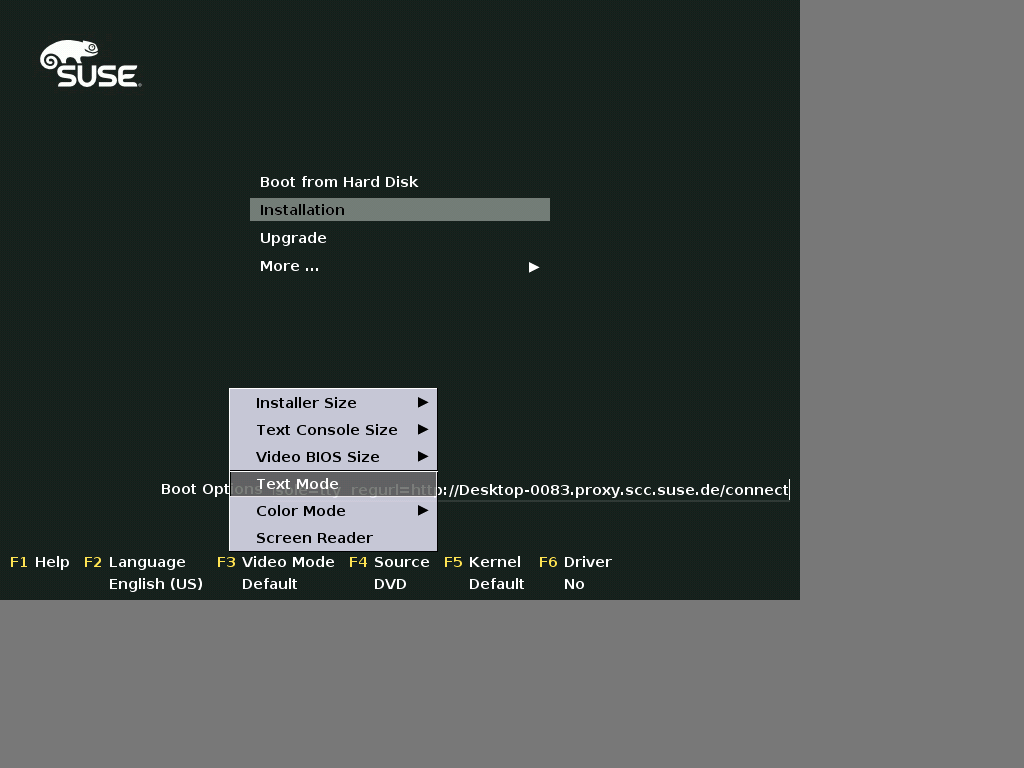 SUSE
Boot from Hard Disk
Installation
Upgrade
More ...
Installer Size
Text Console Size
Video BIOS Size
Text Mode
Color Mode
Screen Reader
Boot Options sole=tty regurl=http://Desktop-0083.proxy.scc.suse.de/connect
F1 Help F2 Language F3 Video Mode F4 Source F5 Kernel F6 Driver
English (US) Default DVD Default No